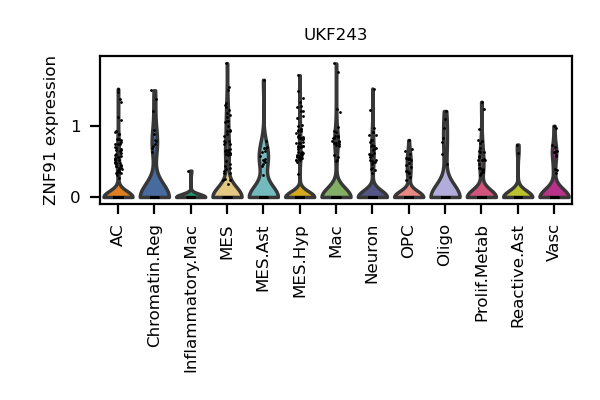 UKF243
ZNF91 expression
1
0
AC
Chromatin.Reg
Inflammatory.Mac
MES
MES.Ast
MES.Hyp
Mac
Neuron
OPC
Oligo
Prolif.Metab
Reactive.Ast
Vasc